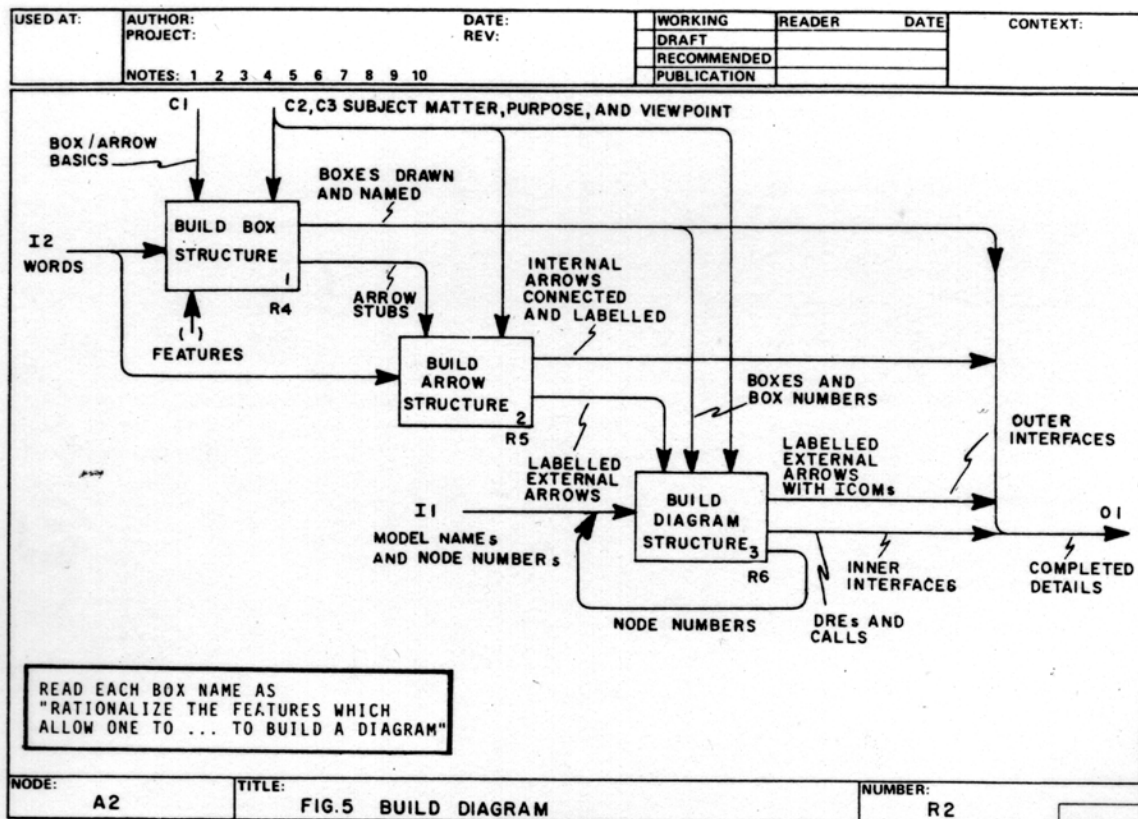 USED AT:
AUTHOR:
DATE:
PROJECT:
REV:
NOTES: 1 2 3 4 5 6 7 8 9 10
WORKING
DRAFT
RECOMMENDED
PUBLICATION
READER DATE
CONTEXT:
C1
C2, C3 SUBJECT MATTER, PURPOSE, AND VIEWPOINT
BOX/ARROW
BASICS
BOXES DRAWN
AND NAMED
BUILD BOX
STRUCTURE
1
R4
I2
WORDS
( )
FEATURES
ARROW
STUBS
INTERNAL
ARROWS
CONNECTED
AND LABELLED
BUILD
ARROW
STRUCTURE
2
R5
BOXES AND
BOX NUMBERS
LABELLED
EXTERNAL
ARROWS
OUTER
INTERFACES
LABELLED
EXTERNAL
ARROWS
WITH ICOMs
I1
MODEL NAMEs
AND NODE NUMBERs
BUILD
DIAGRAM
STRUCTURE
3
R6
O1
INNER
INTERFACES
COMPLETED
DETAILS
NODE NUMBERS
DREs AND
CALLS
READ EACH BOX NAME AS
"RATIONALIZE THE FEATURES WHICH
ALLOW ONE TO ... TO BUILD A DIAGRAM"
NODE:
A2
TITLE:
FIG.5 BUILD DIAGRAM
NUMBER:
R2